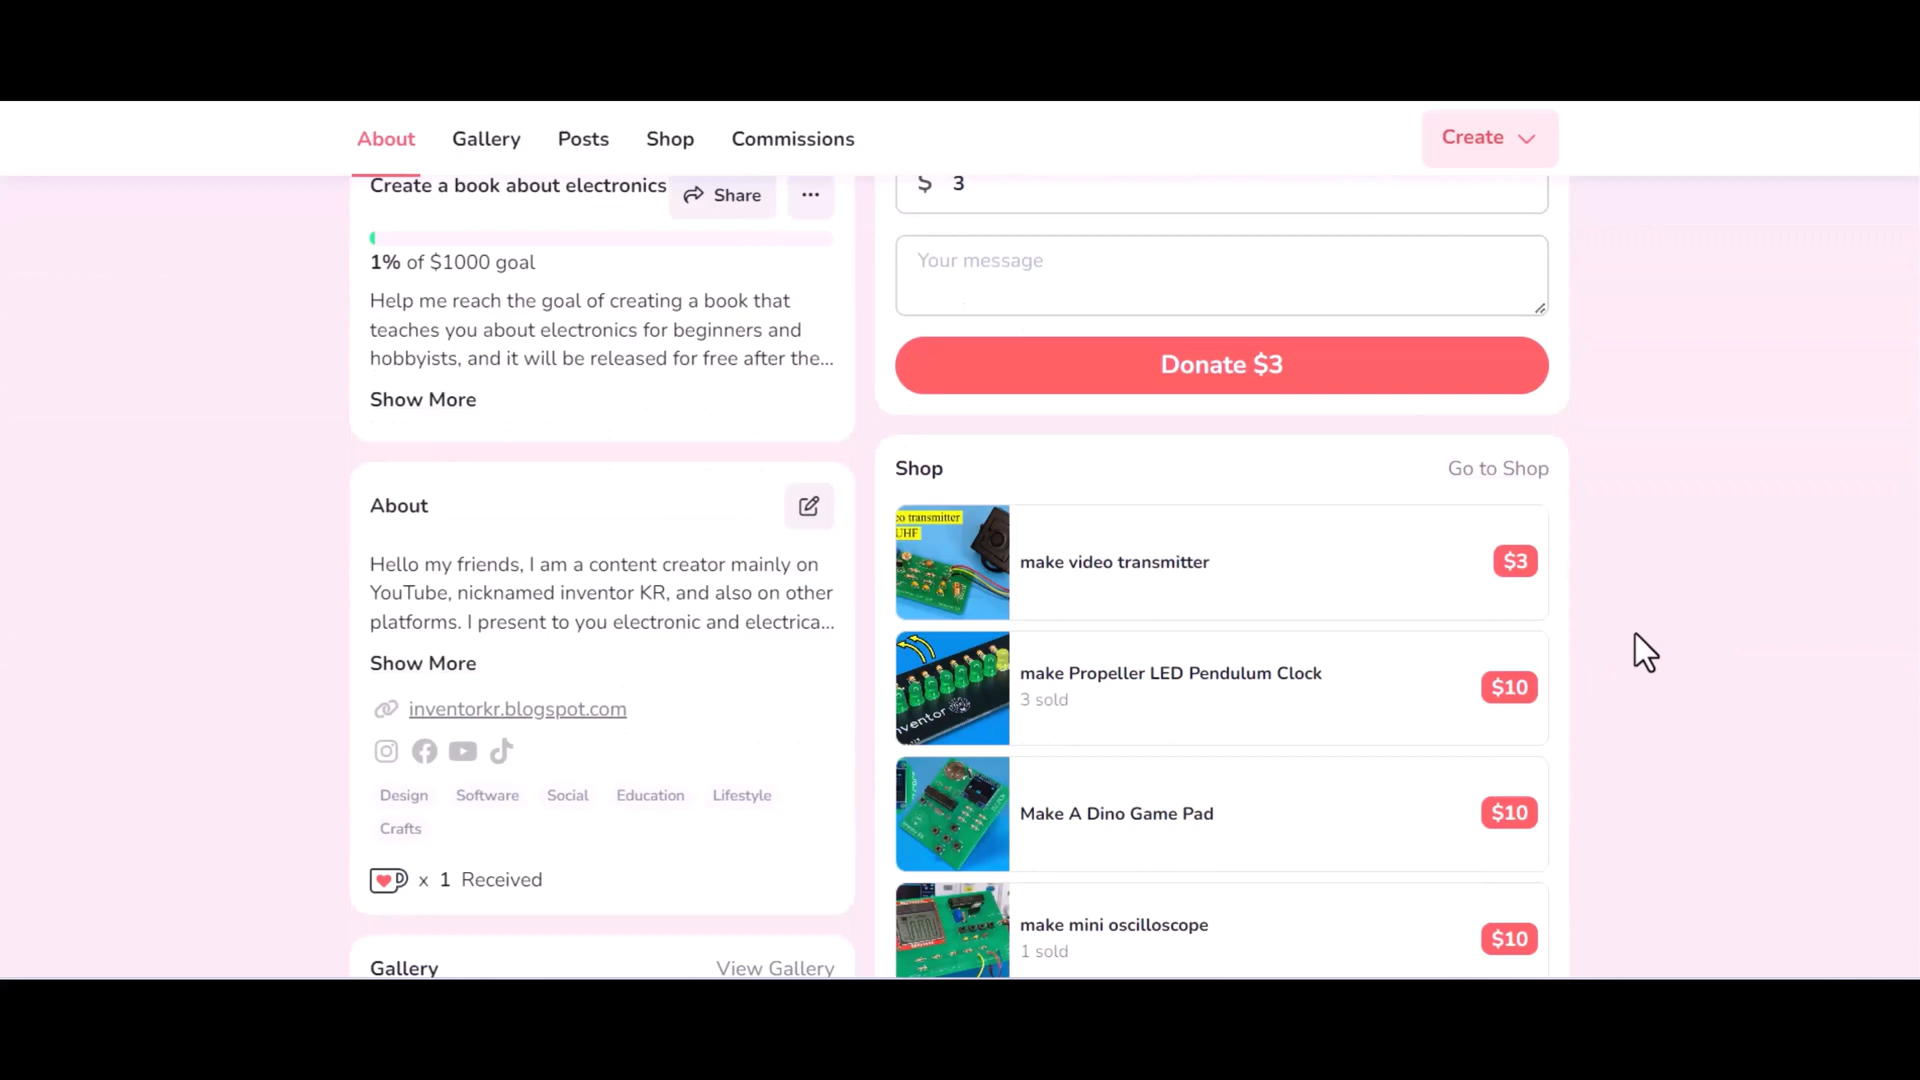 About Gallery Posts Shop Commissions
Create
Create a book about electronics
Share
1% of $1000 goal
Help me reach the goal of creating a book that
teaches you about electronics for beginners and
hobbyists, and it will be released for free after the...
Show More
About
Hello my friends, I am a content creator mainly on
YouTube, nicknamed inventor KR, and also on other
platforms. I present to you electronic and electrica...
Show More
inventorkr.blogspot.com
Design Software Social Education Lifestyle
Crafts
x 1 Received
Gallery
View Gallery
$ 3
Your message
Donate $3
Shop
Go to Shop
eo transmitter
UHF
make video transmitter
$3
nventor
make Propeller LED Pendulum Clock
3 sold
$10
Make A Dino Game Pad
$10
make mini oscilloscope
1 sold
$10